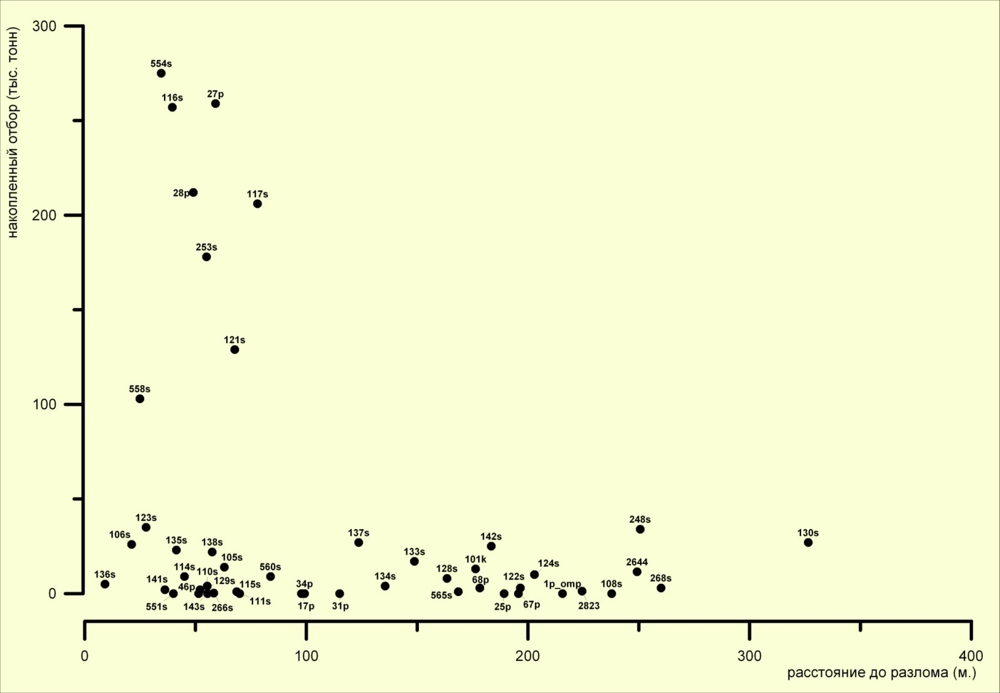 накопленный отбор (тыс. тонн)
300
554s
116s
27p
28p
117s
200
253s
121s
558s
100
123s
106s
135s
138s
105s
137s
133s
142s
248s
130s
136s
114s
110s
560s
128s
101k
124s
2644
141s
46p
129s
115s
34p
134s
68p
122s
1p_omp
108s
268s
0
551s
143s
266s
111s
17p
31p
565s
25p
67p
2823
0
100
200
300
400
расстояние до разлома (м.)